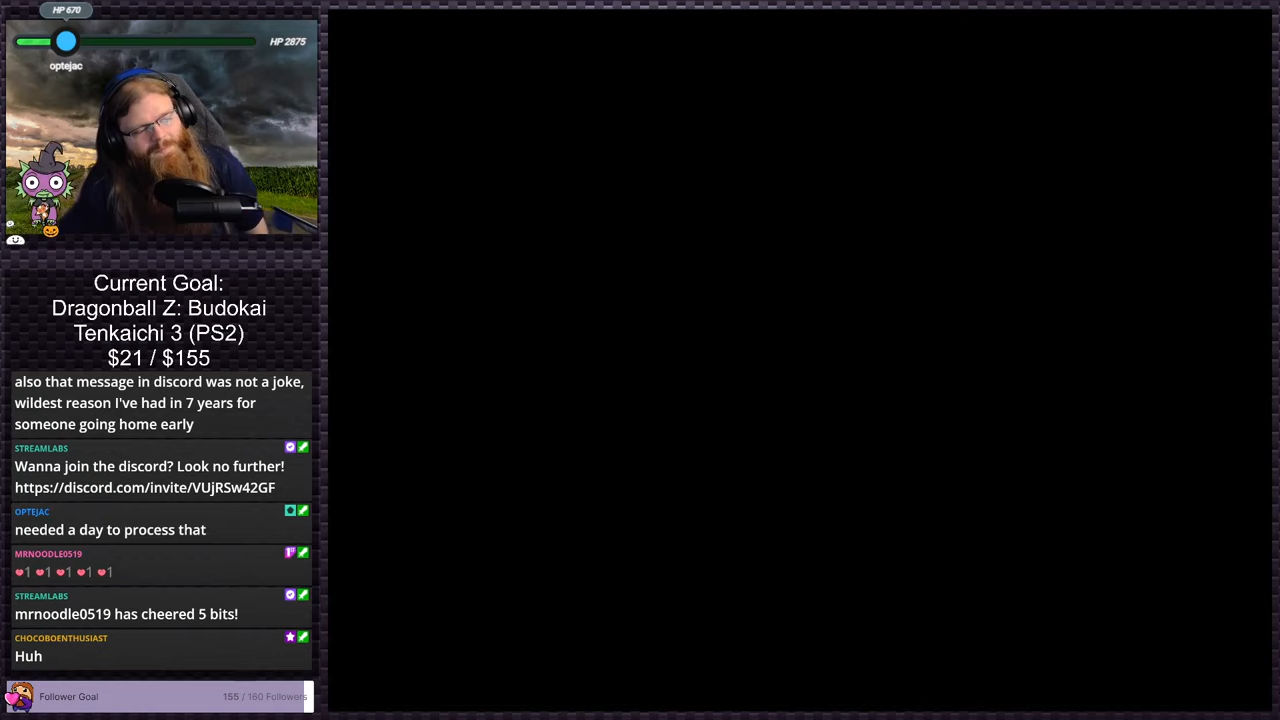 HP 670
HP 2875
optejac
Current Goal:
Dragonball Z: Budokai
Tenkaichi 3 (PS2)
$21 / $155
also that message in discord was not a joke,
wildest reason I've had in 7 years for
someone going home early
STREAMLABS
Wanna join the discord? Look no further!
https://discord.com/invite/VUjRSw42GF
OPTEJAC
needed a day to process that
MRNOODLE0519
1 1 1 1 1
STREAMLABS
mrnoodle0519 has cheered 5 bits!
CHOCOBOENTHUSIAST
Huh
Follower Goal 155 / 160 Followers